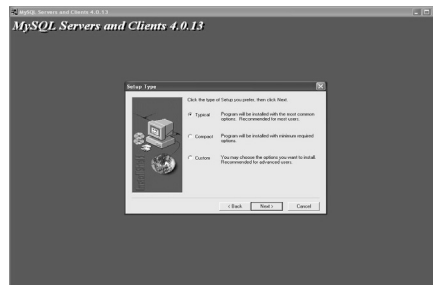 MySQL Servers and Clients 4.0.13
MySQL Servers and Clients 4.0.13
Setup Type
Click the type of Setup you prefer, then click Next.
Typical Program will be installed with the most common
options. Recommended for most users.
Compact Program will be installed with minimum required
options.
Custom You may choose the options you want to install.
Recommended for advanced users.
< Back Next > Cancel